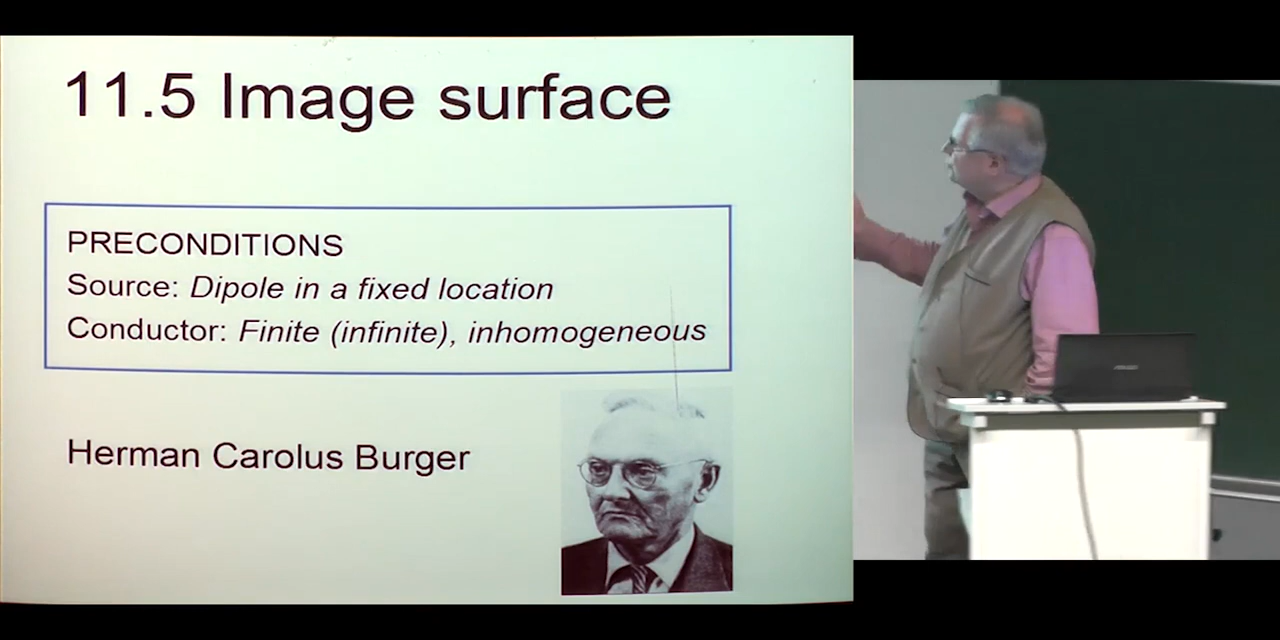 11.5 Image surface
PRECONDITIONS
Source: Dipole in a fixed location
Conductor: Finite (infinite), inhomogeneous
Herman Carolus Burger